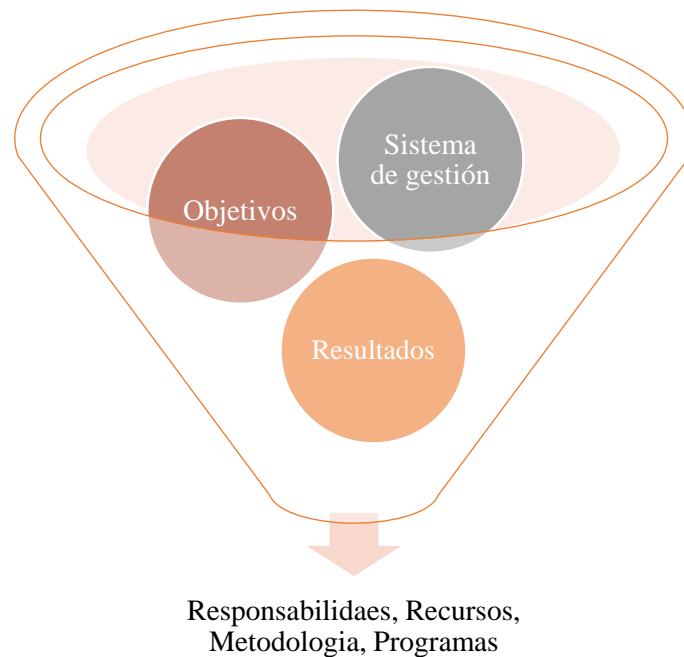 Sistema
de gestión
Objetivos
Resultados
Responsabilidaes, Recursos,
Metodologia, Programas